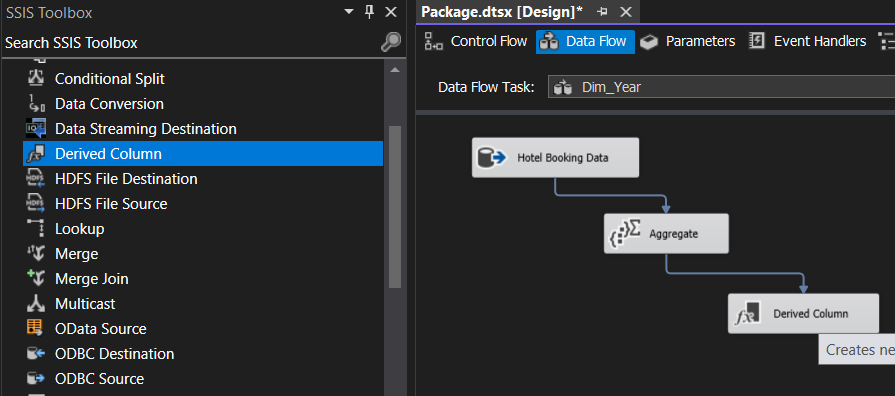 SSIS Toolbox
Search SSIS Toolbox
Conditional Split
Data Conversion
Data Streaming Destination
Derived Column
HDFS File Destination
HDFS File Source
Lookup
Merge
Merge Join
Multicast
OData Source
ODBC Destination
ODBC Source
Package.dtsx [Design]*
Control Flow
Data Flow
Parameters
Event Handlers
Data Flow Task:
Dim_Year
Hotel Booking Data
Aggregate
Derived Column
Creates ne